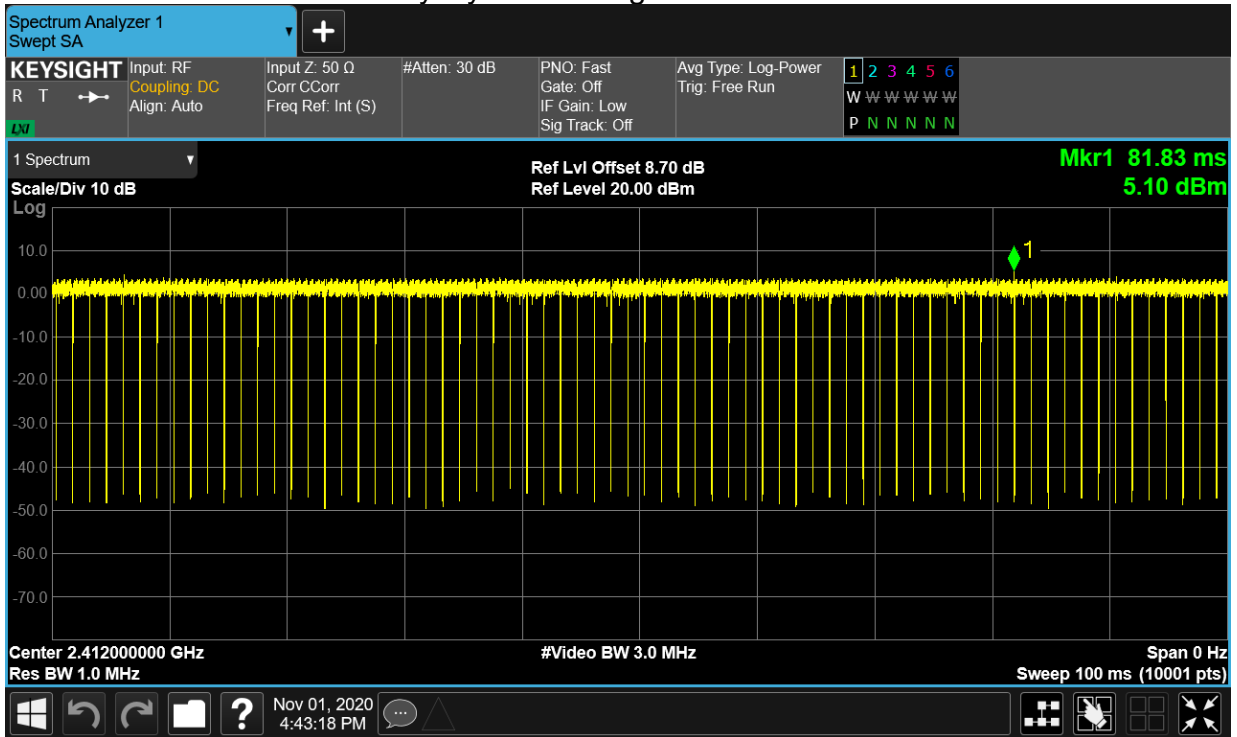 Spectrum Analyzer 1
Swept SA
+
KEYSIGHT
R T
LXI
Input: RF
Coupling: DC
Align: Auto
Input Z: 50 Ω
Corr CCorr
Freq Ref: Int (S)
#Atten: 30 dB
PNO: Fast
Gate: Off
IF Gain: Low
Sig Track: Off
Avg Type: Log-Power
Trig: Free Run
1 2 3 4 5 6
W W W W W W
P N N N N N
1 Spectrum
Scale/Div 10 dB
Log
Ref Lvl Offset 8.70 dB
Ref Level 20.00 dBm
Mkr1 81.83 ms
5.10 dBm
1
10.0
0.00
-10.0
-20.0
-30.0
-40.0
-50.0
-60.0
-70.0
Center 2.412000000 GHz
Res BW 1.0 MHz
#Video BW 3.0 MHz
Span 0 Hz
Sweep 100 ms (10001 pts)
?
Nov 01, 2020
4:43:18 PM